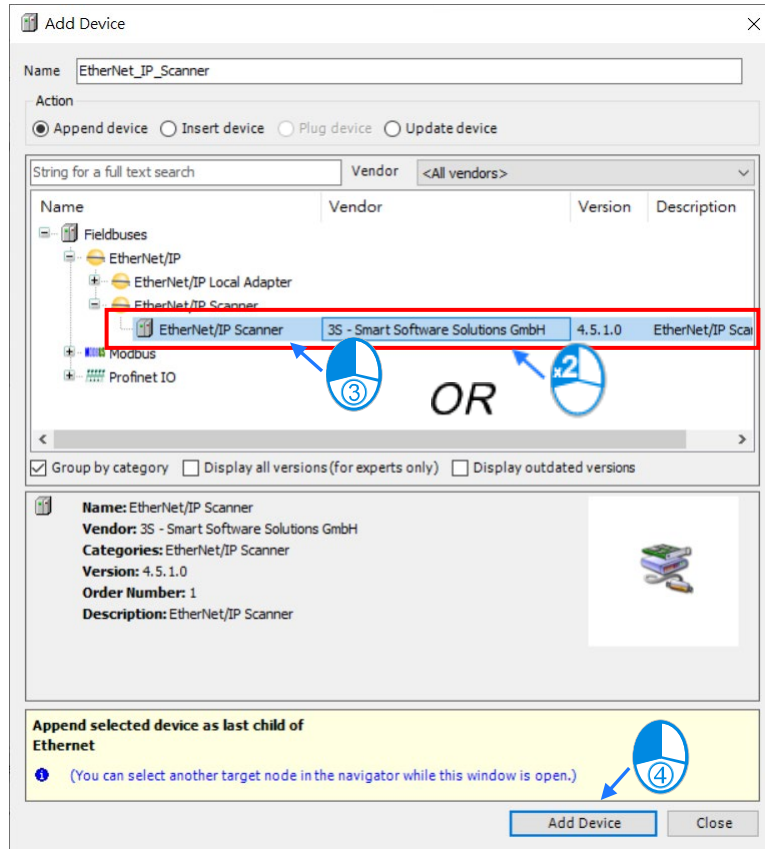 Add Device
Name EtherNet_IP_Scanner
Action
Append device Insert device Plug device Update device
String for a full text search Vendor <All vendors>
Name Vendor Version Description
Fieldbuses
EtherNet/IP
EtherNet/IP Local Adapter
EtherNet/IP Scanner
EtherNet/IP Scanner 3S - Smart Software Solutions GmbH 4.5.1.0 EtherNet/IP Scan
Modbus
x2
Profinet IO
③
OR
Group by category Display all versions (for experts only) Display outdated versions
Name: EtherNet/IP Scanner
Vendor: 3S - Smart Software Solutions GmbH
Categories: EtherNet/IP Scanner
Version: 4.5.1.0
Order Number: 1
Description: EtherNet/IP Scanner
Append selected device as last child of
Ethernet
(You can select another target node in the navigator while this window is open.)
④
Add Device Close